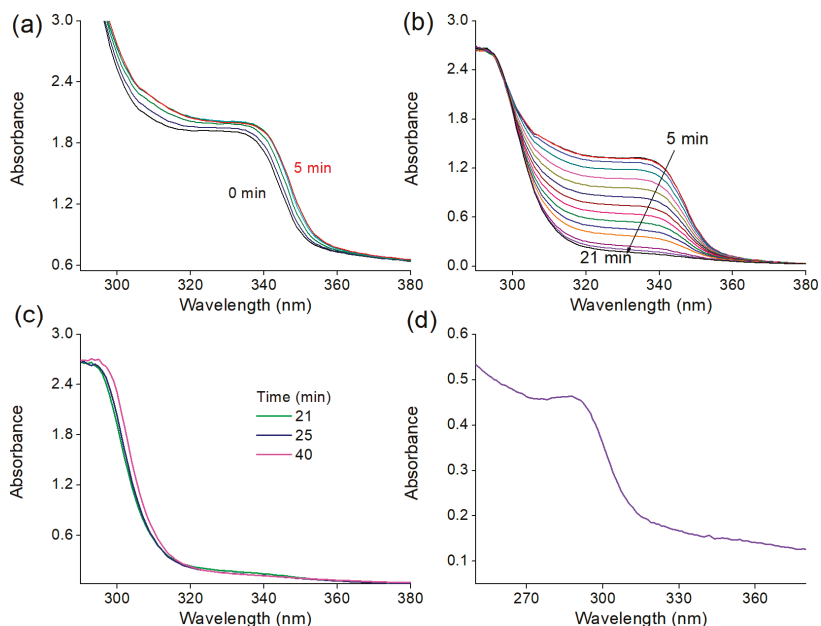 (a)
3.0
2.4
1.8
1.2
0.6
Absorbance
5 min
0 min
300 320 340 360 380
Wavelength (nm)
(b)
3.0
2.4
1.8
1.2
0.6
0.0
Absorbance
5 min
21 min
300 320 340 360 380
Wavenlength (nm)
(c)
3.0
2.4
1.8
1.2
0.6
Absorbance
Time (min)
21
25
40
300 320 340 360 380
Wavelength (nm)
(d)
0.6
0.5
0.4
0.3
0.2
0.1
Absorbance
270 300 330 360
Wavelength (nm)